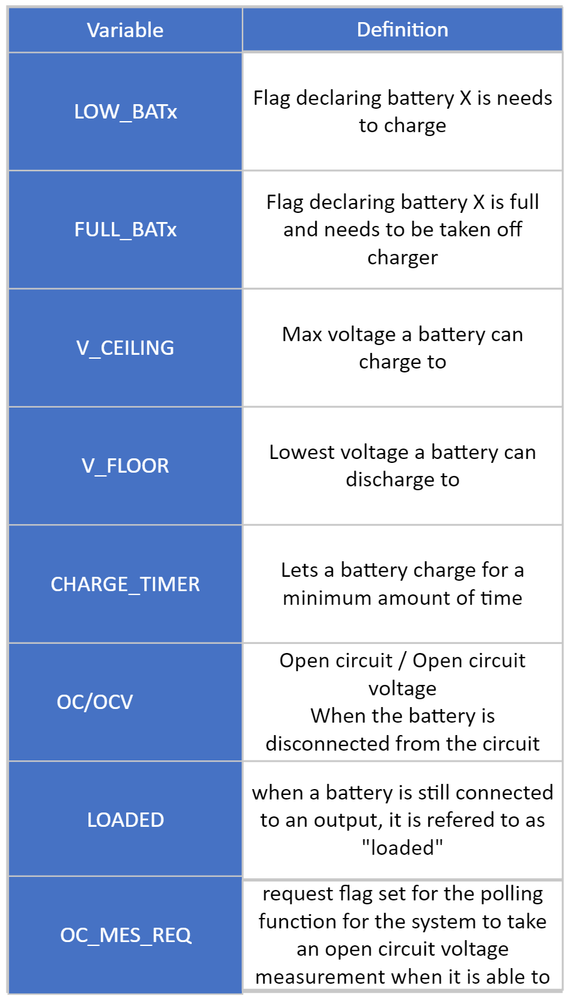 Variable
Definition
LOW_BATx
Flag declaring battery X is needs
to charge
FULL_BATx
Flag declaring battery X is full
and needs to be taken off
charger
V_CEILING
Max voltage a battery can
charge to
V_FLOOR
Lowest voltage a battery can
discharge to
CHARGE_TIMER
Lets a battery charge for a
minimum amount of time
OC/OCV
Open circuit / Open circuit
voltage
When the battery is
disconnected from the circuit
LOADED
when a battery is still connected
to an output, it is refered to as
"loaded"
OC_MES_REQ
request flag set for the polling
function for the system to take
an open circuit voltage
measurement when it is able to